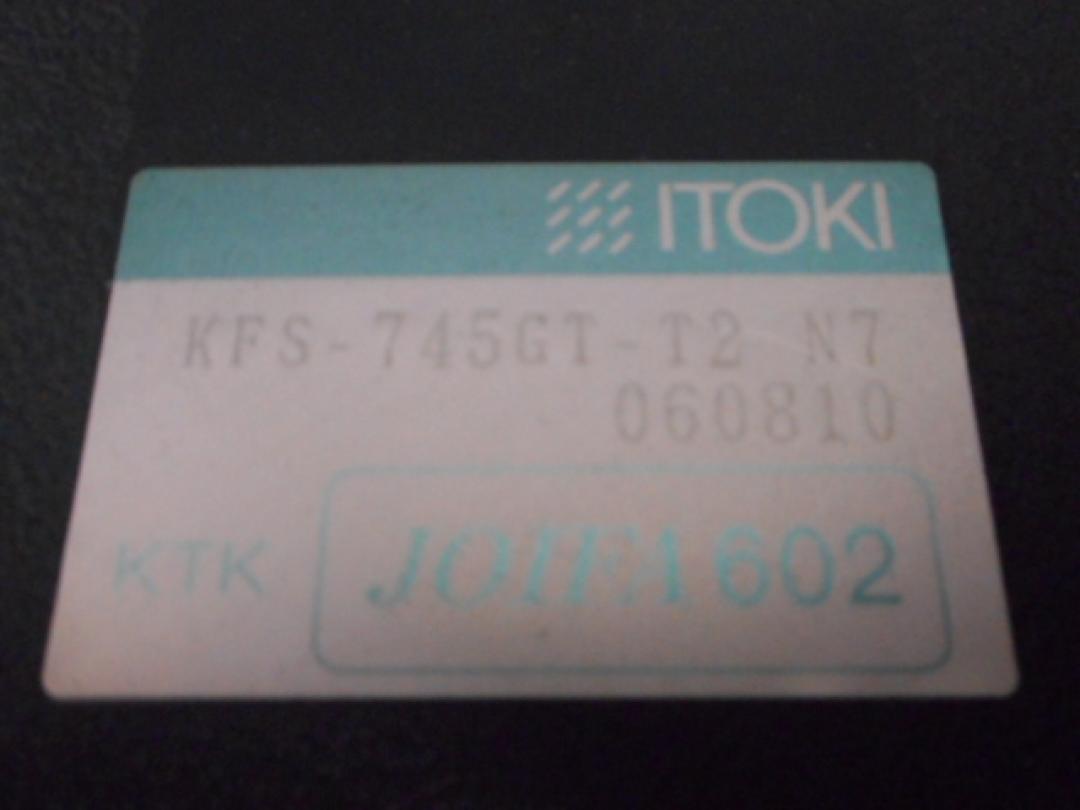 ITOKI
KFS-745GT-T2 N7
060810
KTK
JOIFA 602